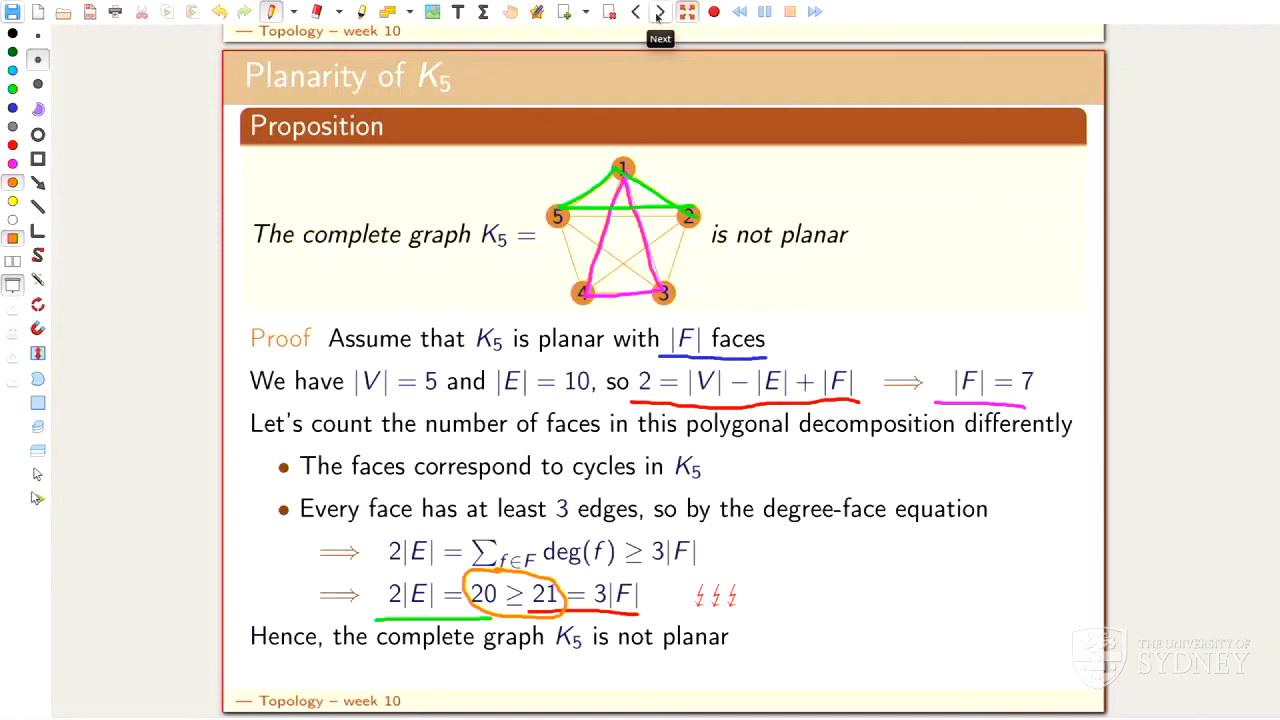 — Topology – week 10
Next
Planarity of K₅
Proposition
1
5
2
The complete graph K₅ =
is not planar
4
3
Proof Assume that K₅ is planar with |F| faces
We have |V| = 5 and |E| = 10, so 2 = |V| − |E| + |F| ⟹ |F| = 7
Let's count the number of faces in this polygonal decomposition differently
• The faces correspond to cycles in K₅
• Every face has at least 3 edges, so by the degree-face equation
⟹ 2|E| = ∑f∈F deg(f) ≥ 3|F|
⟹ 2|E| = 20 ≥ 21 = 3|F| ↯↯↯
Hence, the complete graph K₅ is not planar
THE UNIVERSITY OF
SYDNEY
— Topology – week 10